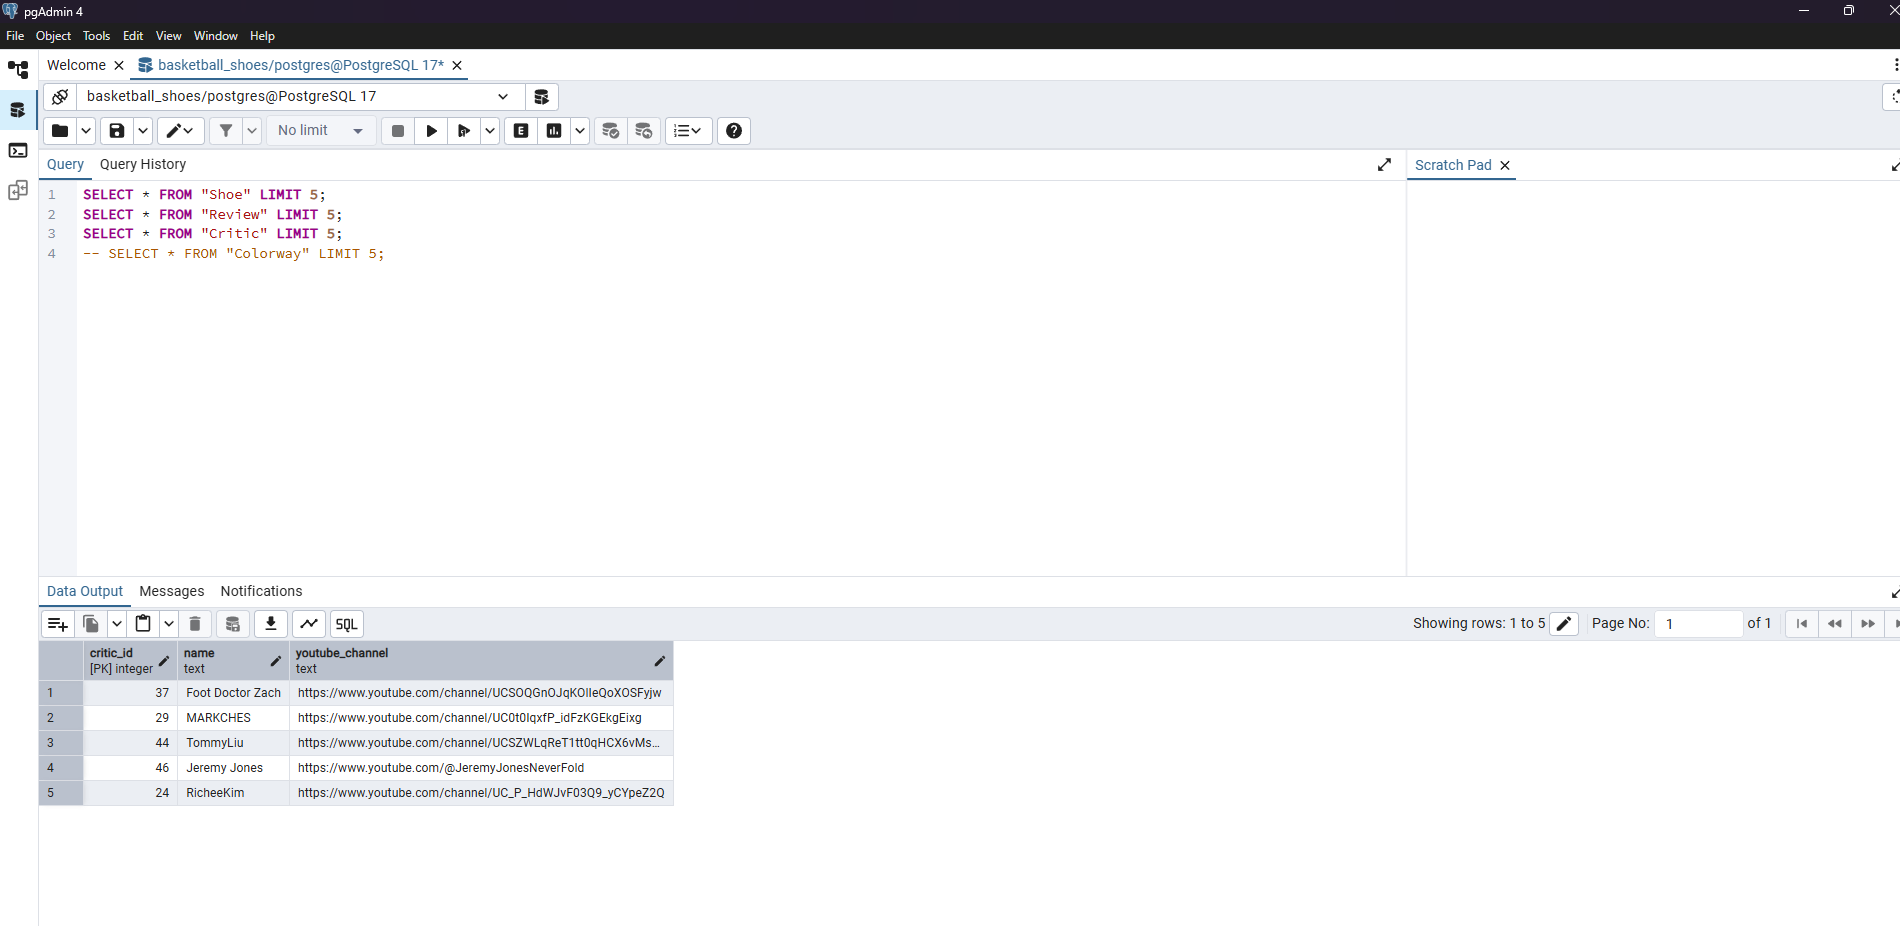 pgAdmin 4
File Object Tools Edit View Window Help
Welcome basketball_shoes/postgres@PostgreSQL 17*
basketball_shoes/postgres@PostgreSQL 17
No limit E
Query Query History Scratch Pad
1 SELECT * FROM "Shoe" LIMIT 5;
2 SELECT * FROM "Review" LIMIT 5;
3 SELECT * FROM "Critic" LIMIT 5;
4 -- SELECT * FROM "Colorway" LIMIT 5;
Data Output Messages Notifications
SQL Showing rows: 1 to 5 Page No: 1 of 1
critic_id name youtube_channel
[PK] integer text text
1 37 Foot Doctor Zach https://www.youtube.com/channel/UCSOQGnOJqKOIleQoXOSFyjw
2 29 MARKCHES https://www.youtube.com/channel/UC0t0IqxfP_idFzKGEkgEixg
3 44 TommyLiu https://www.youtube.com/channel/UCSZWLqReT1tt0qHCX6vMs...
4 46 Jeremy Jones https://www.youtube.com/@JeremyJonesNeverFold
5 24 RicheeKim https://www.youtube.com/channel/UC_P_HdWJvF03Q9_yCYpeZ2Q